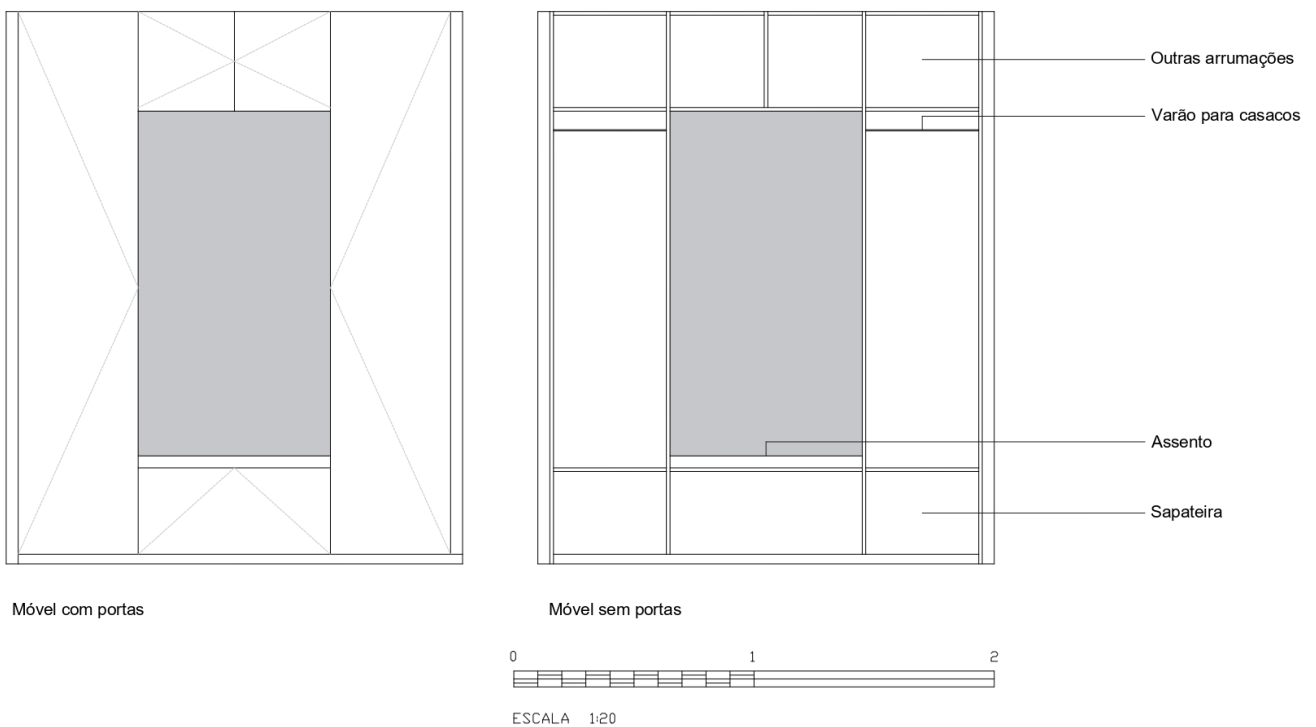 Outras arrumações
Varão para casacos
Assento
Sapateira
Móvel com portas
Móvel sem portas
0 1 2
ESCALA 1:20